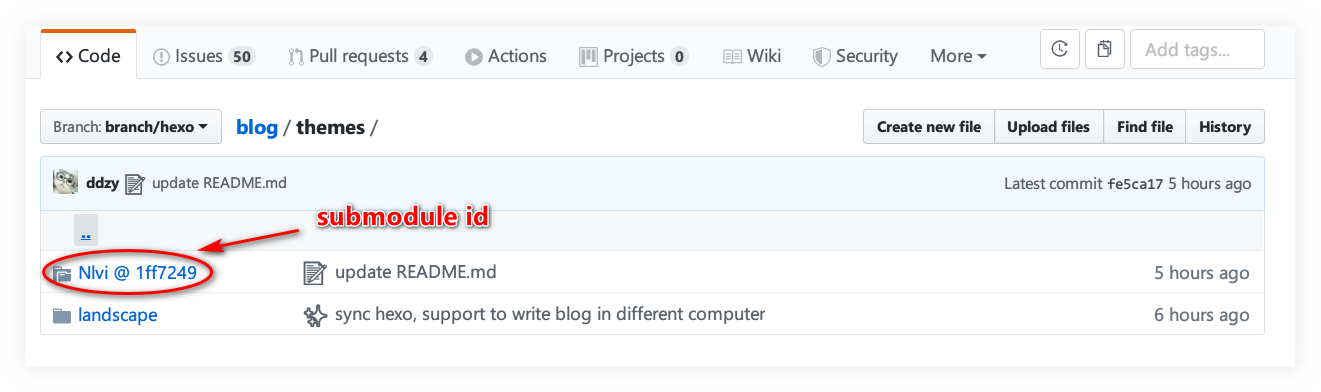 Code Issues 50 Pull requests 4 Actions Projects 0 Wiki Security More Add tags...
Branch: branch/hexo blog / themes / Create new file Upload files Find file History
ddzy update README.md Latest commit fe5ca17 5 hours ago
submodule id
..
Nlvi @ 1ff7249 update README.md 5 hours ago
landscape sync hexo, support to write blog in different computer 6 hours ago